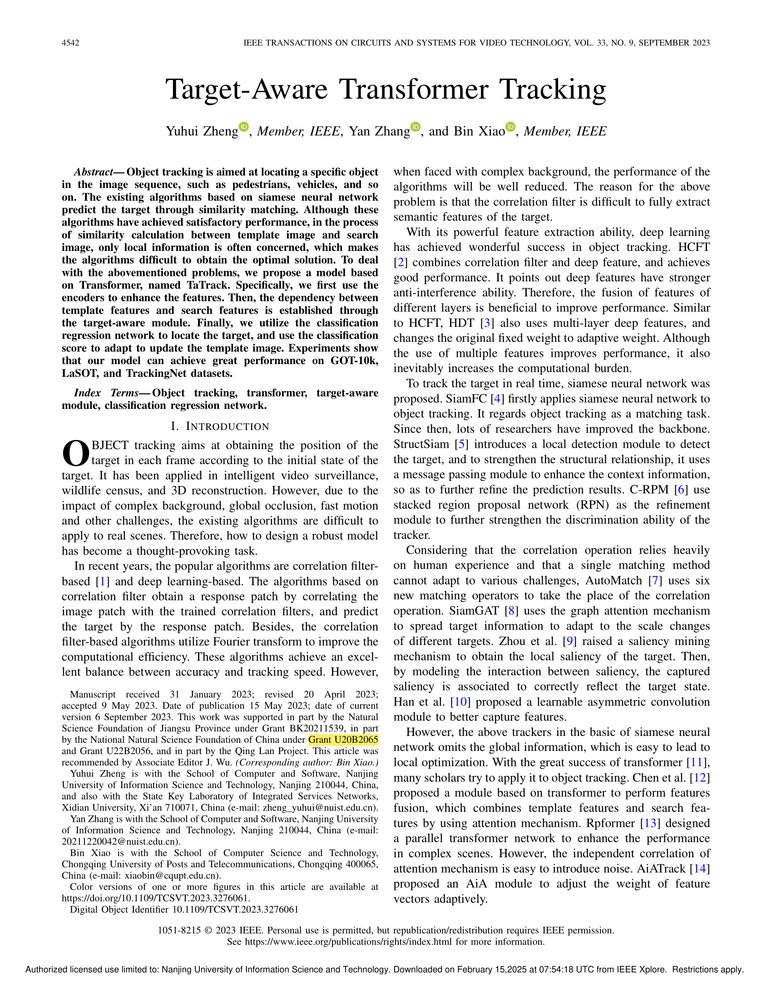 4542
IEEE TRANSACTIONS ON CIRCUITS AND SYSTEMS FOR VIDEO TECHNOLOGY, VOL. 33, NO. 9, SEPTEMBER 2023
Target-Aware Transformer Tracking
Yuhui Zheng, Member, IEEE, Yan Zhang, and Bin Xiao, Member, IEEE
Abstract—Object tracking is aimed at locating a specific object
in the image sequence, such as pedestrians, vehicles, and so
on. The existing algorithms based on siamese neural network
predict the target through similarity matching. Although these
algorithms have achieved satisfactory performance, in the process
of similarity calculation between template image and search
image, only local information is often concerned, which makes
the algorithms difficult to obtain the optimal solution. To deal
with the abovementioned problems, we propose a model based
on Transformer, named TaTrack. Specifically, we first use the
encoders to enhance the features. Then, the dependency between
template features and search features is established through
the target-aware module. Finally, we utilize the classification
regression network to locate the target, and use the classification
score to adapt to update the template image. Experiments show
that our model can achieve great performance on GOT-10k,
LaSOT, and TrackingNet datasets.
Index Terms—Object tracking, transformer, target-aware
module, classification regression network.
I. INTRODUCTION
OBJECT tracking aims at obtaining the position of the
target in each frame according to the initial state of the
target. It has been applied in intelligent video surveillance,
wildlife census, and 3D reconstruction. However, due to the
impact of complex background, global occlusion, fast motion
and other challenges, the existing algorithms are difficult to
apply to real scenes. Therefore, how to design a robust model
has become a thought-provoking task.
In recent years, the popular algorithms are correlation filter-
based [1] and deep learning-based. The algorithms based on
correlation filter obtain a response patch by correlating the
image patch with the trained correlation filters, and predict
the target by the response patch. Besides, the correlation
filter-based algorithms utilize Fourier transform to improve the
computational efficiency. These algorithms achieve an excel-
lent balance between accuracy and tracking speed. However,
Manuscript received 31 January 2023; revised 20 April 2023;
accepted 9 May 2023. Date of publication 15 May 2023; date of current
version 6 September 2023. This work was supported in part by the Natural
Science Foundation of Jiangsu Province under Grant BK20211539, in part
by the National Natural Science Foundation of China under Grant U20B2065
and Grant U22B2056, and in part by the Qing Lan Project. This article was
recommended by Associate Editor J. Wu. (Corresponding author: Bin Xiao.)
Yuhui Zheng is with the School of Computer and Software, Nanjing
University of Information Science and Technology, Nanjing 210044, China,
and also with the State Key Laboratory of Integrated Services Networks,
Xidian University, Xi'an 710071, China (e-mail: zheng_yuhui@nuist.edu.cn).
Yan Zhang is with the School of Computer and Software, Nanjing University
of Information Science and Technology, Nanjing 210044, China (e-mail:
20211220042@nuist.edu.cn).
Bin Xiao is with the School of Computer Science and Technology,
Chongqing University of Posts and Telecommunications, Chongqing 400065,
China (e-mail: xiaobin@cqupt.edu.cn).
Color versions of one or more figures in this article are available at
https://doi.org/10.1109/TCSVT.2023.3276061.
Digital Object Identifier 10.1109/TCSVT.2023.3276061
when faced with complex background, the performance of the
algorithms will be well reduced. The reason for the above
problem is that the correlation filter is difficult to fully extract
semantic features of the target.
With its powerful feature extraction ability, deep learning
has achieved wonderful success in object tracking. HCFT
[2] combines correlation filter and deep feature, and achieves
good performance. It points out deep features have stronger
anti-interference ability. Therefore, the fusion of features of
different layers is beneficial to improve performance. Similar
to HCFT, HDT [3] also uses multi-layer deep features, and
changes the original fixed weight to adaptive weight. Although
the use of multiple features improves performance, it also
inevitably increases the computational burden.
To track the target in real time, siamese neural network was
proposed. SiamFC [4] firstly applies siamese neural network to
object tracking. It regards object tracking as a matching task.
Since then, lots of researchers have improved the backbone.
StructSiam [5] introduces a local detection module to detect
the target, and to strengthen the structural relationship, it uses
a message passing module to enhance the context information,
so as to further refine the prediction results. C-RPM [6] use
stacked region proposal network (RPN) as the refinement
module to further strengthen the discrimination ability of the
tracker.
Considering that the correlation operation relies heavily
on human experience and that a single matching method
cannot adapt to various challenges, AutoMatch [7] uses six
new matching operators to take the place of the correlation
operation. SiamGAT [8] uses the graph attention mechanism
to spread target information to adapt to the scale changes
of different targets. Zhou et al. [9] raised a saliency mining
mechanism to obtain the local saliency of the target. Then,
by modeling the interaction between saliency, the captured
saliency is associated to correctly reflect the target state.
Han et al. [10] proposed a learnable asymmetric convolution
module to better capture features.
However, the above trackers in the basic of siamese neural
network omits the global information, which is easy to lead to
local optimization. With the great success of transformer [11],
many scholars try to apply it to object tracking. Chen et al. [12]
proposed a module based on transformer to perform features
fusion, which combines template features and search fea-
tures by using attention mechanism. Rpformer [13] designed
a parallel transformer network to enhance the performance
in complex scenes. However, the independent correlation of
attention mechanism is easy to introduce noise. AiATrack [14]
proposed an AiA module to adjust the weight of feature
vectors adaptively.
1051-8215 © 2023 IEEE. Personal use is permitted, but republication/redistribution requires IEEE permission.
See https://www.ieee.org/publications/rights/index.html for more information.
Authorized licensed use limited to: Nanjing University of Information Science and Technology. Downloaded on February 15,2025 at 07:54:18 UTC from IEEE Xplore. Restrictions apply.